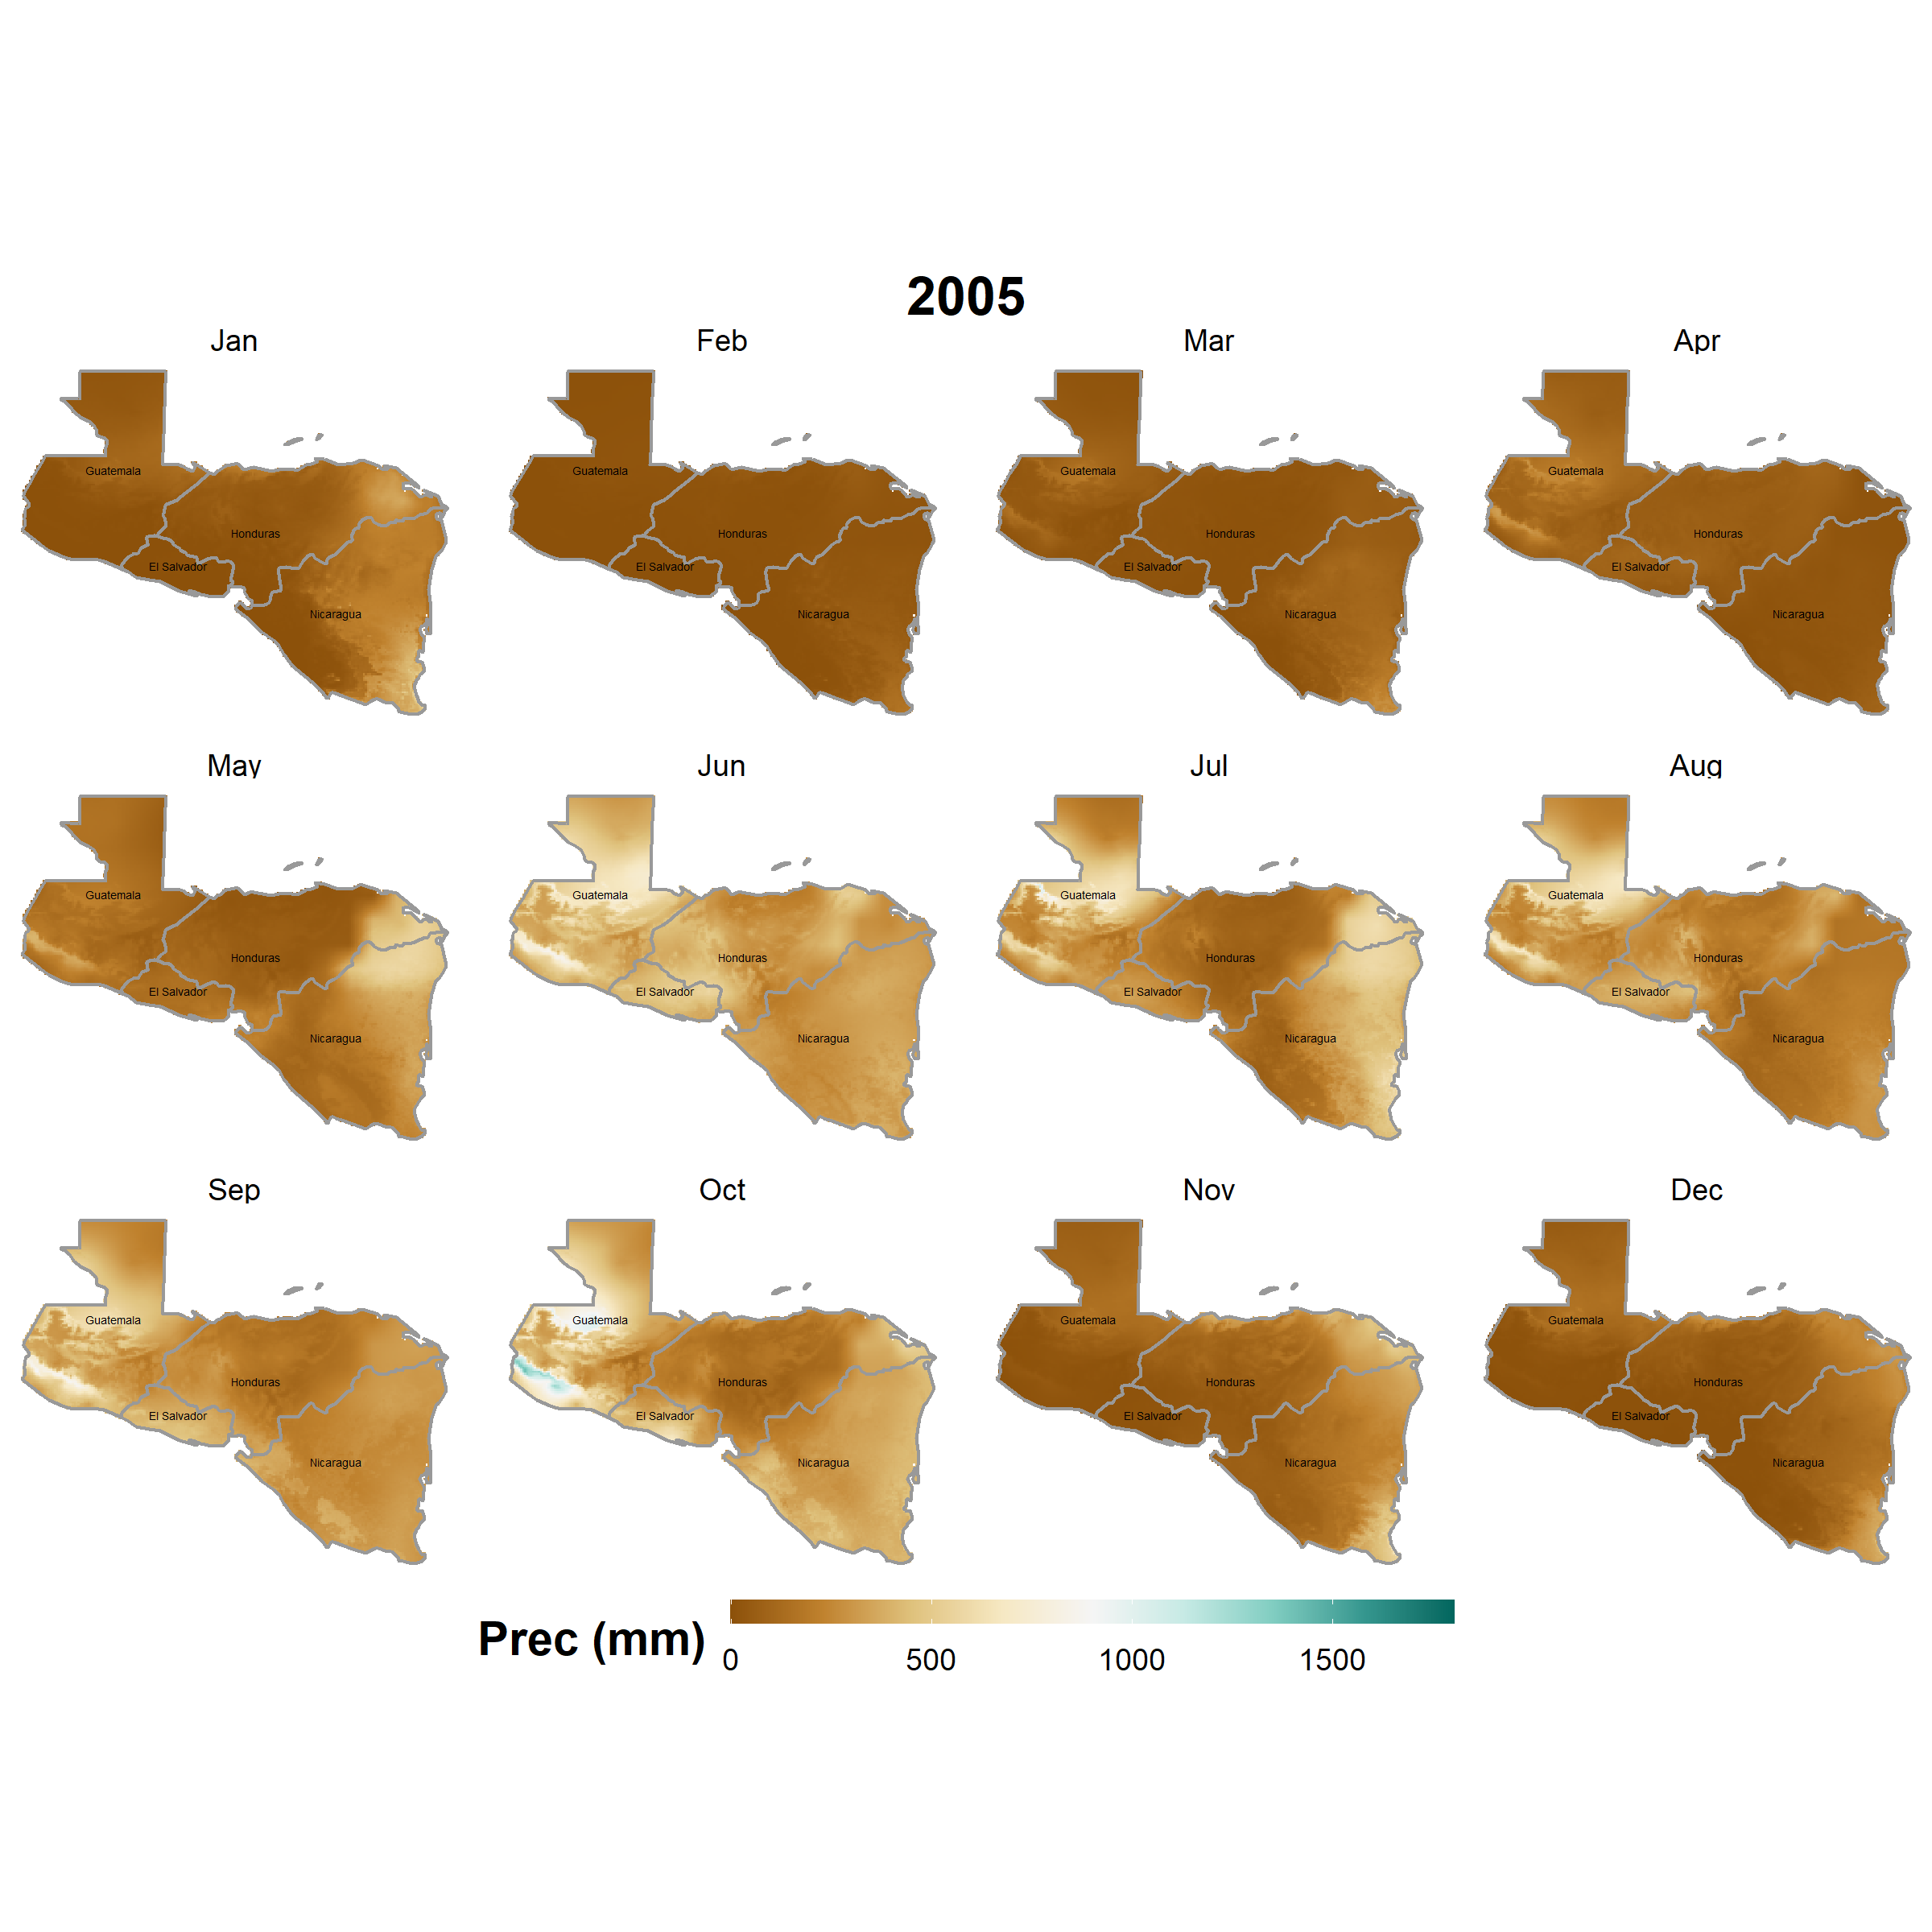 2005
Jan Feb Mar Apr
Guatemala Guatemala Guatemala Guatemala
Honduras Honduras Honduras Honduras
El Salvador El Salvador El Salvador El Salvador
Nicaragua Nicaragua Nicaragua Nicaragua
May Jun Jul Aug
Guatemala Guatemala Guatemala Guatemala
Honduras Honduras Honduras Honduras
El Salvador El Salvador El Salvador El Salvador
Nicaragua Nicaragua Nicaragua Nicaragua
Sep Oct Nov Dec
Guatemala Guatemala Guatemala Guatemala
Honduras Honduras Honduras Honduras
El Salvador El Salvador El Salvador El Salvador
Nicaragua Nicaragua Nicaragua Nicaragua
Prec (mm)
0 500 1000 1500